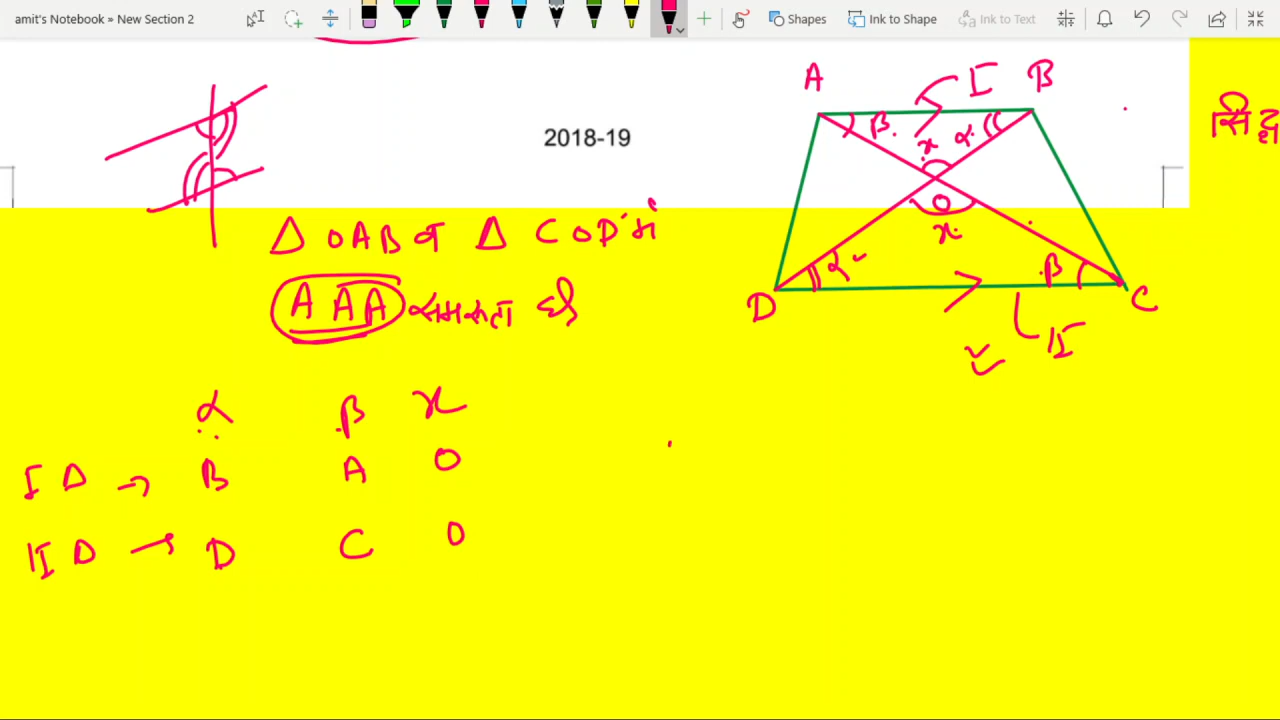 amit's Notebook » New Section 2
Shapes
Ink to Shape
Ink to Text
2018-19
A I B
β x α
O
x
α β
D C
II
Δ OAB व Δ COD में
AAA समरूपता से
α β x
I Δ → B A O
II Δ → D C O